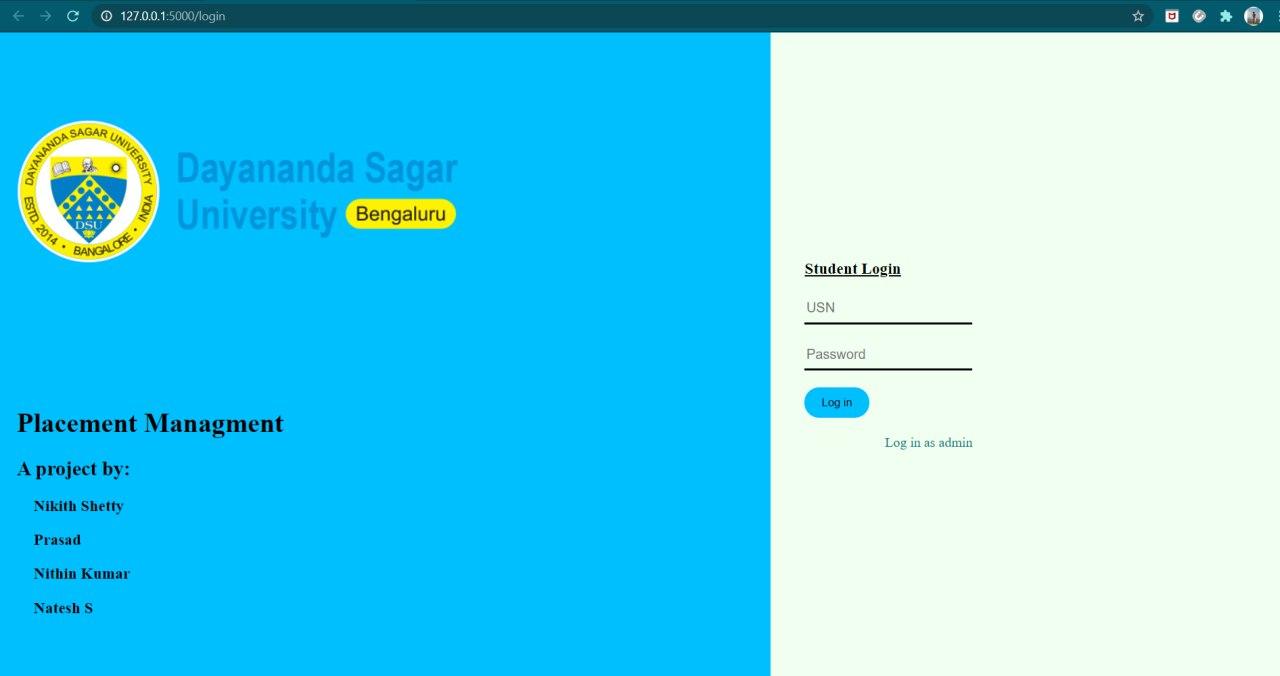 127.0.0.1:5000/login
DAYANANDA SAGAR UNIVERSITY
ESTD. 2014 • BANGALORE • INDIA
DSU
Dayananda Sagar
University Bengaluru
Placement Managment
A project by:
Nikith Shetty
Prasad
Nithin Kumar
Natesh S
Student Login
USN
Password
Log in
Log in as admin